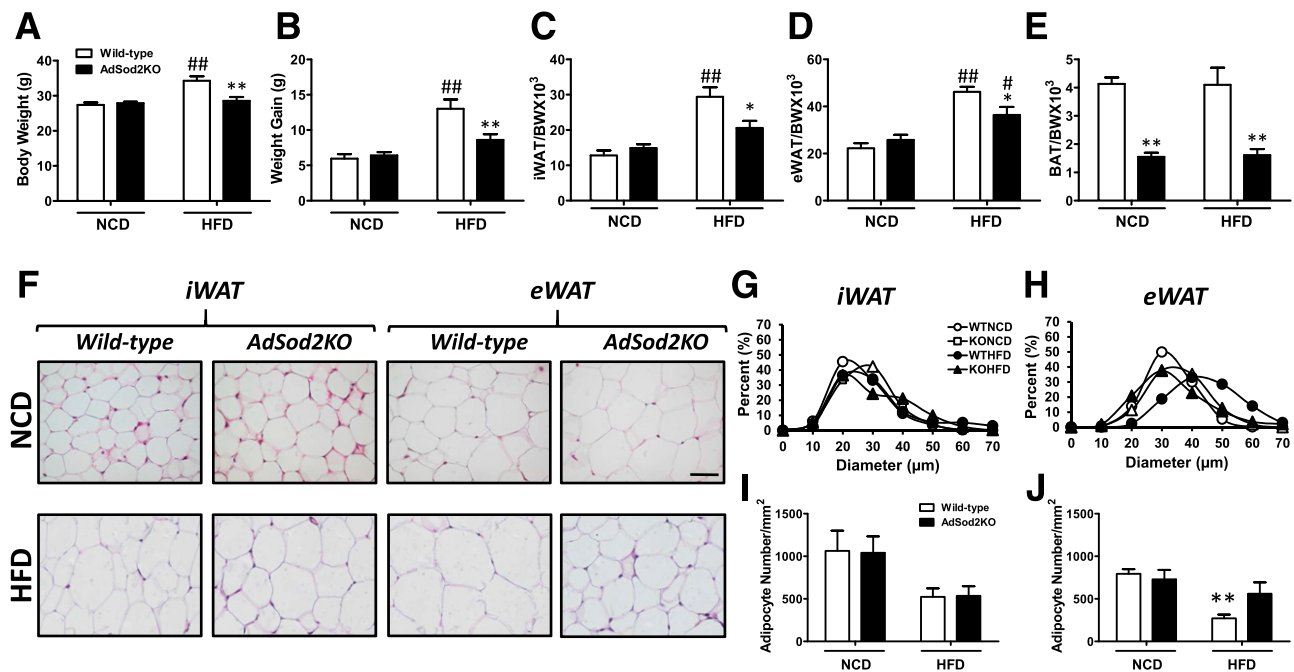 A
Wild-type
AdSod2KO
Body Weight (g)
40
30
20
10
0
##
**
NCD
HFD
B
Weight Gain (g)
20
15
10
5
0
##
**
NCD
HFD
C
iWAT/BWX10³
40
30
20
10
0
##
*
NCD
HFD
D
eWAT/BWX10³
60
40
20
0
##
#
*
NCD
HFD
E
BAT/BWX10³
5
4
3
2
1
0
**
**
NCD
HFD
F
iWAT
eWAT
Wild-type
AdSod2KO
Wild-type
AdSod2KO
NCD
HFD
G
iWAT
Percent (%)
70
60
50
40
30
20
10
0
WTNCD
KONCD
WTHFD
KOHFD
0 10 20 30 40 50 60 70
Diameter (µm)
H
eWAT
Percent (%)
70
60
50
40
30
20
10
0
0 10 20 30 40 50 60 70
Diameter (µm)
I
Adipocyte Number/mm²
1500
1000
500
0
Wild-type
AdSod2KO
NCD
HFD
J
Adipocyte Number/mm²
1500
1000
500
0
**
NCD
HFD